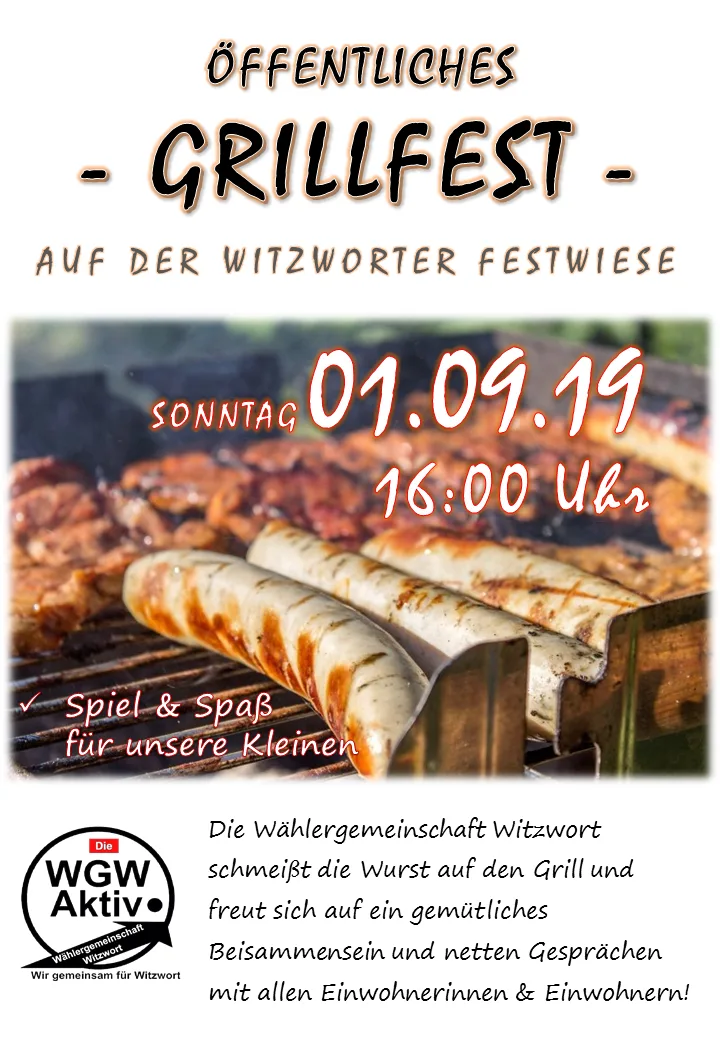 ÖFFENTLICHES
- GRILLFEST -
AUF DER WITZWORTER FESTWIESE
SONNTAG 01.09.19
16:00 Uhr
✓ Spiel & Spaß
für unsere Kleinen
Die Wählergemeinschaft Witzwort
schmeißt die Wurst auf den Grill und
freut sich auf ein gemütliches
Beisammensein und netten Gesprächen
mit allen Einwohnerinnen & Einwohnern!
Die
WGW
Aktiv
Wählergemeinschaft
Witzwort
Wir gemeinsam für Witzwort